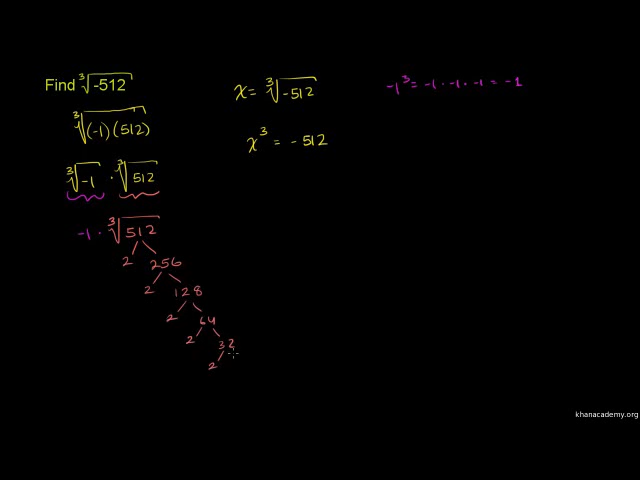 Find ∛-512
∛(-1)(512)
∛-1 · ∛512
-1 · ∛512
2 256
2 128
2 64
2 32
2
x = ∛-512
x³ = -512
-1³ = -1 · -1 · -1 = -1
khanacademy.org